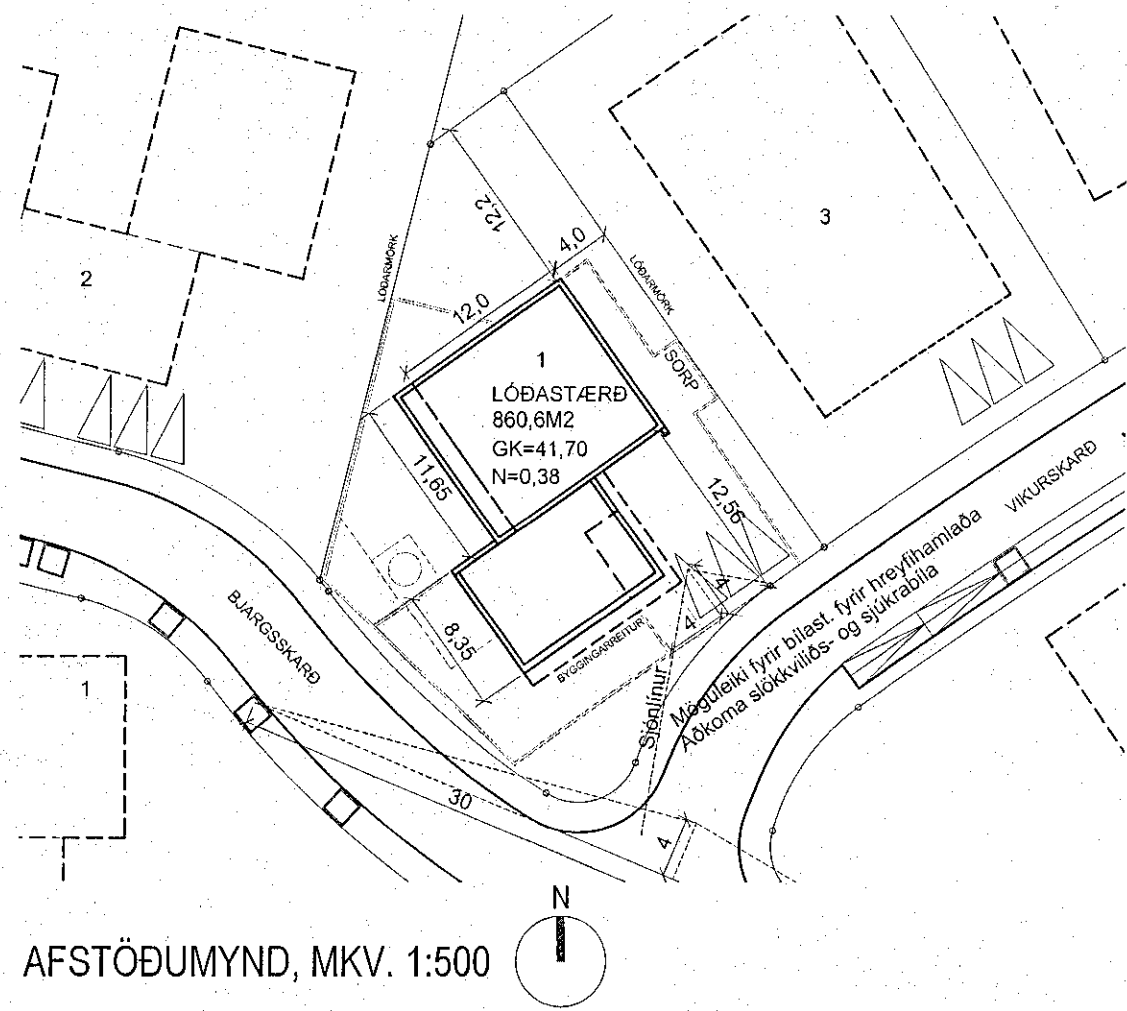 12,2
4,0
3
2
LÓÐARMÖRK
LÓÐARMÖRK
12,0
SORP
1
LÓÐASTÆRÐ
860,6M2
GK=41,70
N=0,38
11,65
12,56
VIKURSKARÐ
BJARGSSKARÐ
8,35
BYGGINGARREITUR
4
4
Sjónlínur
Möguleiki fyrir bílast. fyrir hreyfihamlaða
Aðkoma slökkviliðs- og sjúkrabíla
1
30
4
N
AFSTÖÐUMYND, MKV. 1:500